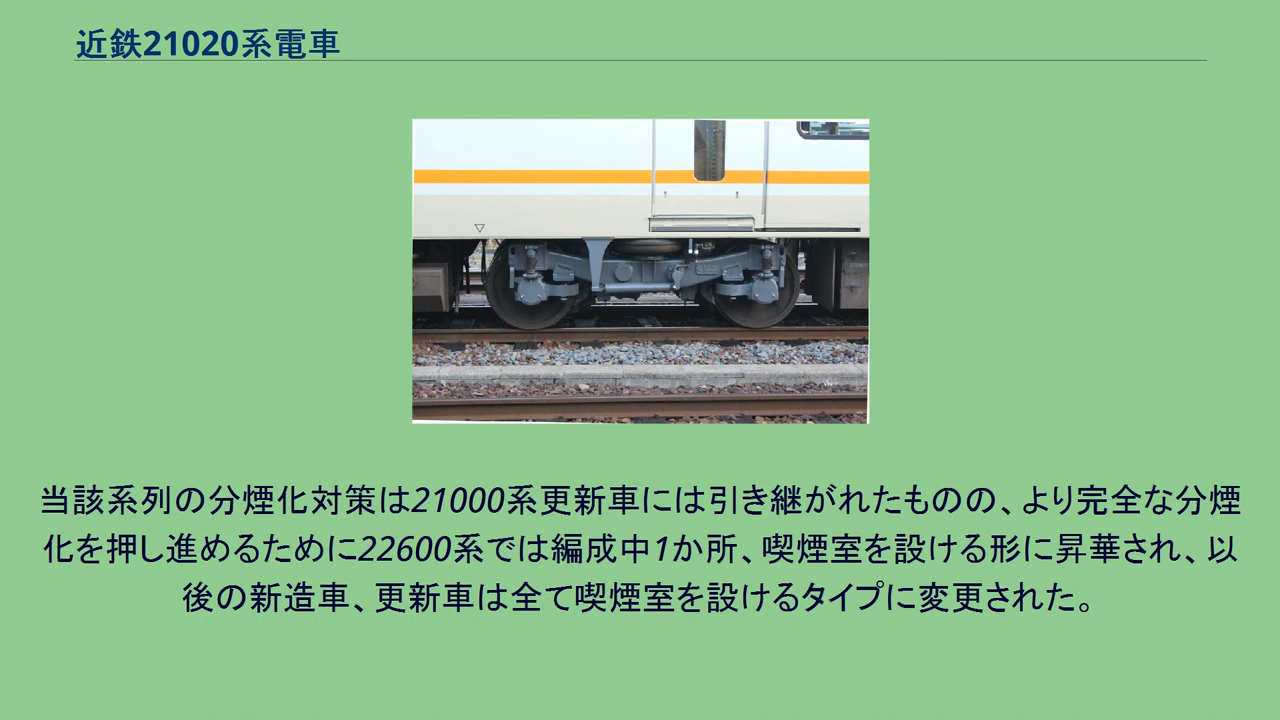 近鉄21020系電車
当該系列の分煙化対策は21000系更新車には引き継がれたものの、より完全な分煙
化を押し進めるために22600系では編成中1か所、喫煙室を設ける形に昇華され、以
後の新造車、更新車は全て喫煙室を設けるタイプに変更された。